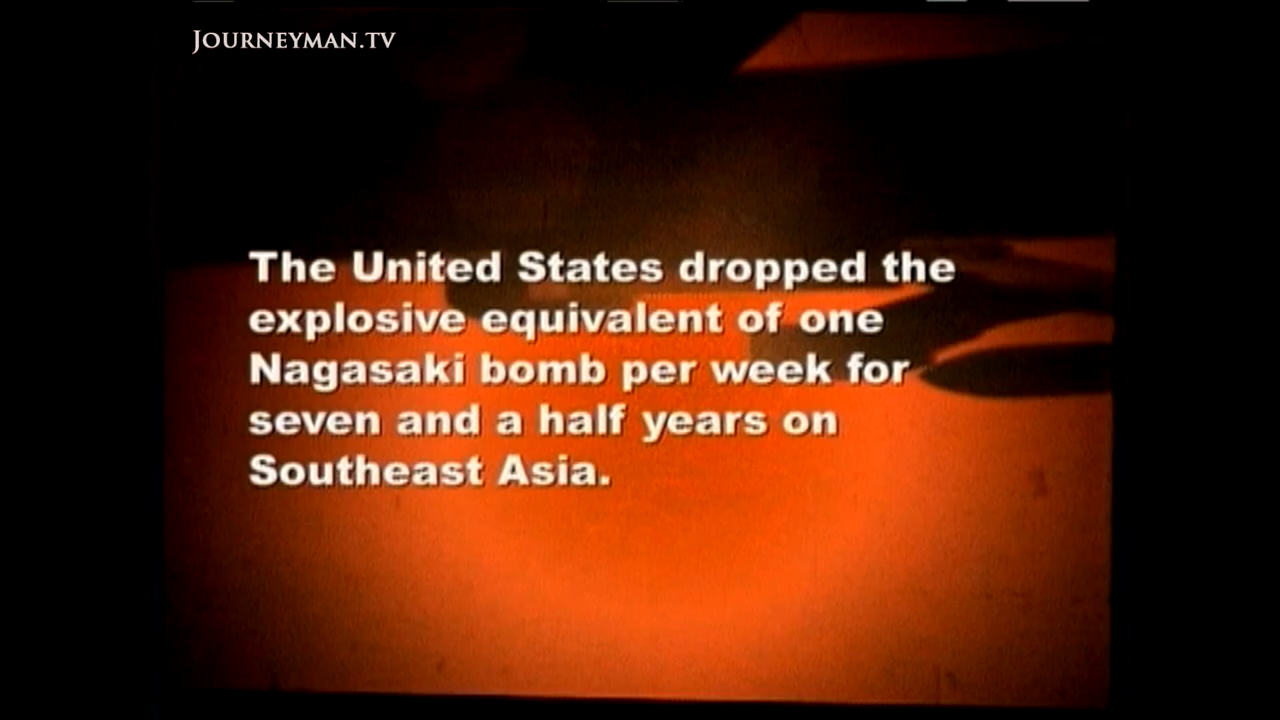 JOURNEYMAN.TV
The United States dropped the
explosive equivalent of one
Nagasaki bomb per week for
seven and a half years on
Southeast Asia.